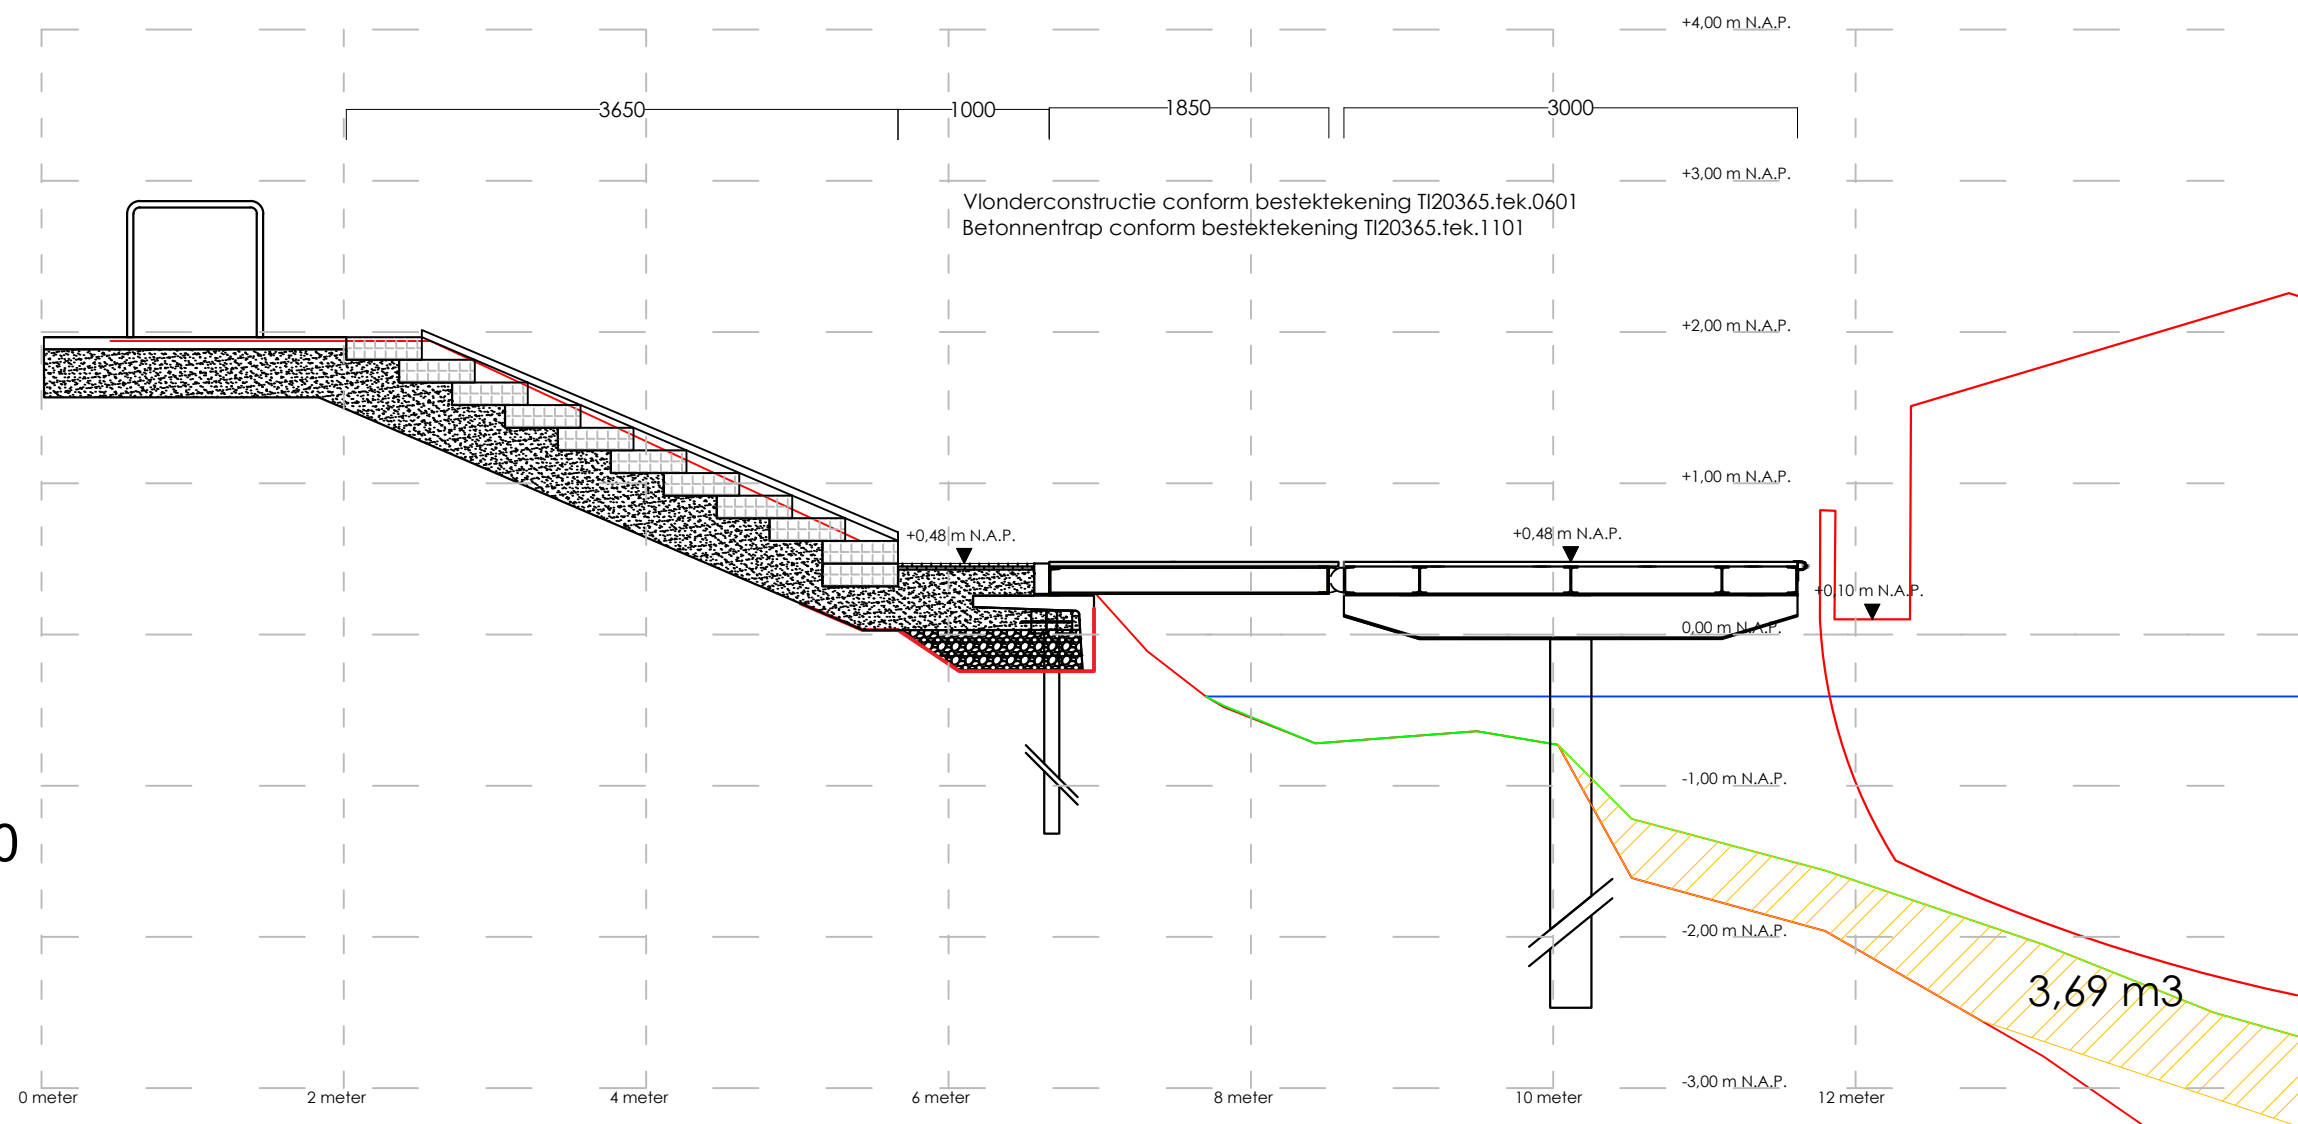 +4,00 m N.A.P.
3650
1000
1850
3000
+3,00 m N.A.P.
Vlonderconstructie conform bestektekening TI20365.tek.0601
Betonnentrap conform bestektekening TI20365.tek.1101
+2,00 m N.A.P.
+1,00 m N.A.P.
+0,48 m N.A.P.
+0,48 m N.A.P.
+0,10 m N.A.P.
0,00 m N.A.P.
-1,00 m N.A.P.
0
-2,00 m N.A.P.
3,69 m3
-3,00 m N.A.P.
0 meter
2 meter
4 meter
6 meter
8 meter
10 meter
12 meter